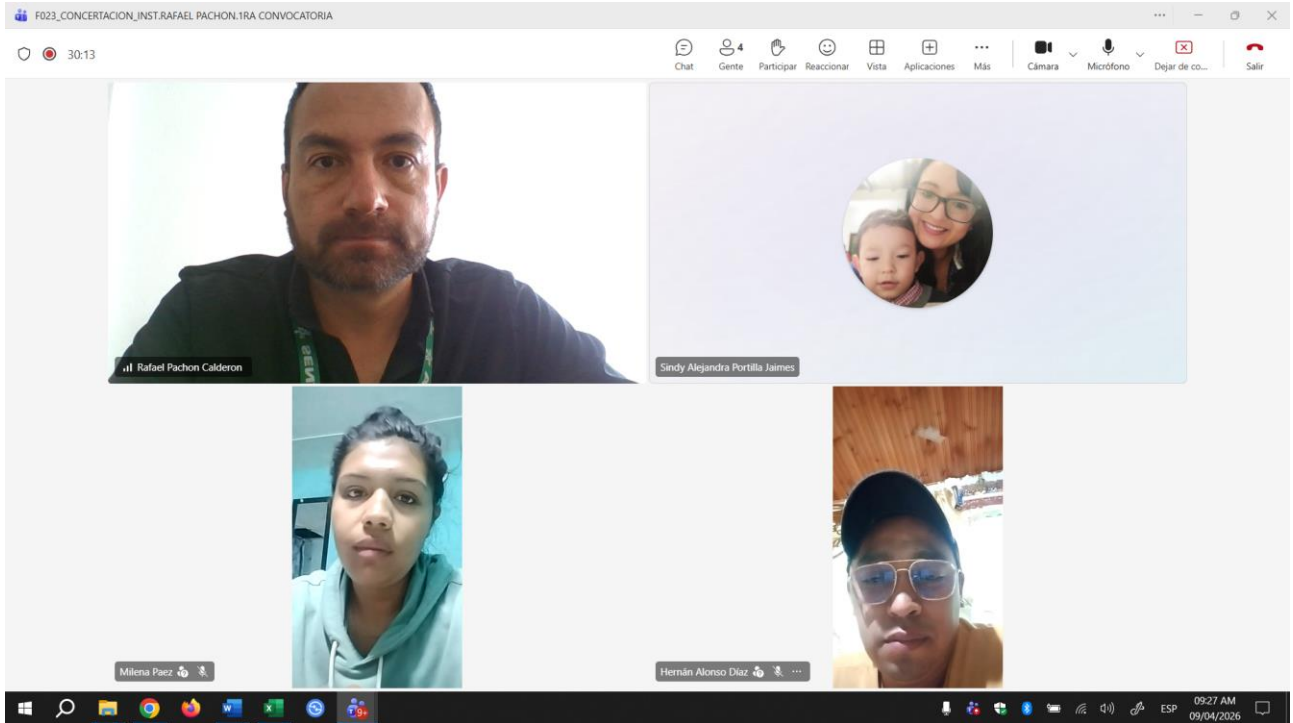 F023_CONCERTACION_INST.RAFAEL PACHON.1RA CONVOCATORIA
30:13
Chat
4
Gente
Participar
Reaccionar
Vista
Aplicaciones
Más
Cámara
Micrófono
Dejar de co...
Salir
SEN
Rafael Pachon Calderon
Sindy Alejandra Portilla Jaimes
Milena Paez
Hernán Alonso Díaz
9+
ESP
09:27 AM
09/04/2026